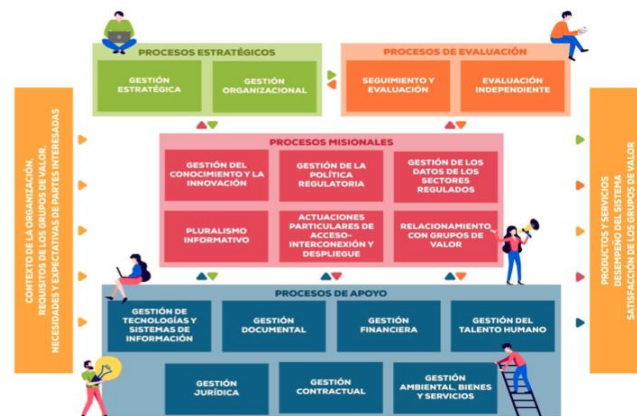 PROCESOS ESTRATÉGICOS
GESTIÓN
ESTRATÉGICA
GESTIÓN
ORGANIZACIONAL
PROCESOS DE EVALUACIÓN
SEGUIMIENTO Y
EVALUACIÓN
EVALUACIÓN
INDEPENDIENTE
CONTEXTO DE LA ORGANIZACIÓN,
REQUISITOS DE LOS GRUPOS DE VALOR,
NECESIDADES Y EXPECTATIVAS DE PARTES INTERESADAS
PROCESOS MISIONALES
GESTIÓN DEL
CONOCIMIENTO Y LA
INNOVACIÓN
GESTIÓN DE LA
POLÍTICA
REGULATORIA
GESTIÓN DE LOS
DATOS DE LOS
SECTORES
REGULADOS
PLURALISMO
INFORMATIVO
ACTUACIONES
PARTICULARES DE
ACCESO-
INTERCONEXIÓN Y
DESPLIEGUE
RELACIONAMIENTO
CON GRUPOS DE
VALOR
PROCESOS DE APOYO
GESTIÓN DE
TECNOLOGÍAS Y
SISTEMAS DE
INFORMACIÓN
GESTIÓN
DOCUMENTAL
GESTIÓN
FINANCIERA
GESTIÓN DEL
TALENTO HUMANO
GESTIÓN
JURÍDICA
GESTIÓN
CONTRACTUAL
GESTIÓN
AMBIENTAL, BIENES
Y SERVICIOS
PRODUCTOS Y SERVICIOS
DESEMPEÑO DEL SISTEMA
SATISFACCIÓN DE LOS GRUPOS DE VALOR